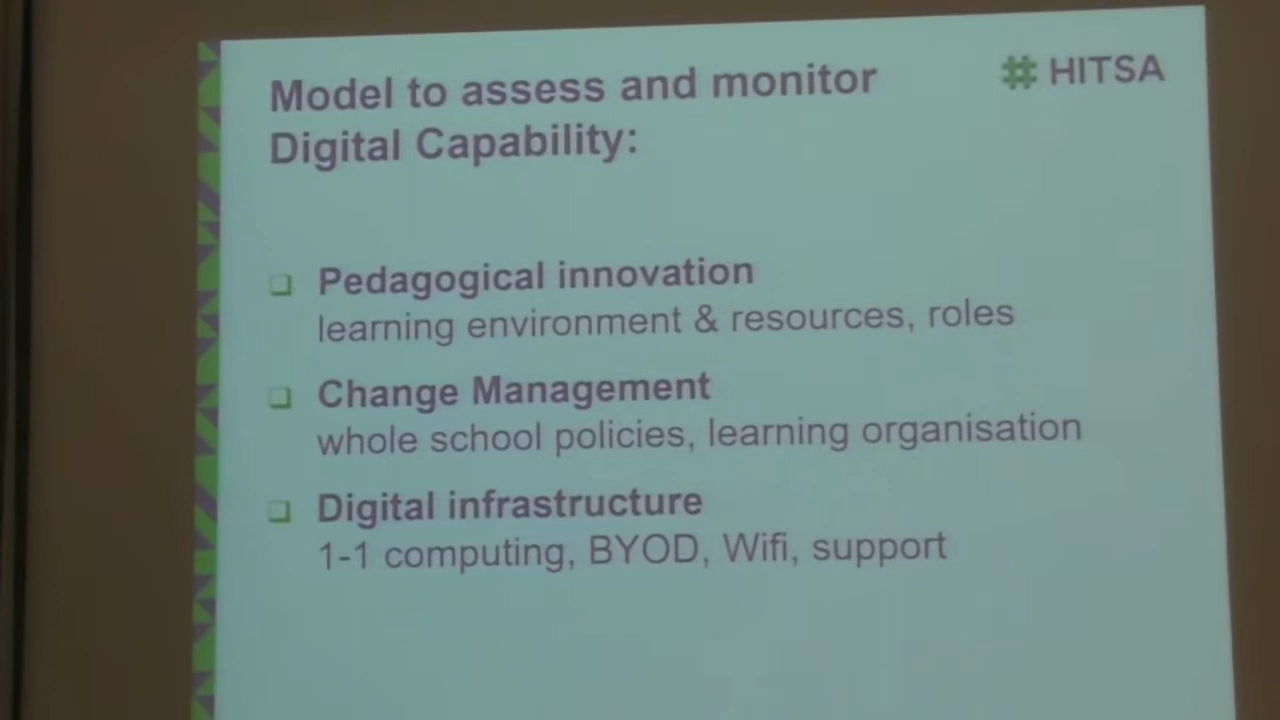 Model to assess and monitor
Digital Capability:
HITSA
Pedagogical innovation
learning environment & resources, roles
Change Management
whole school policies, learning organisation
Digital infrastructure
1-1 computing, BYOD, Wifi, support